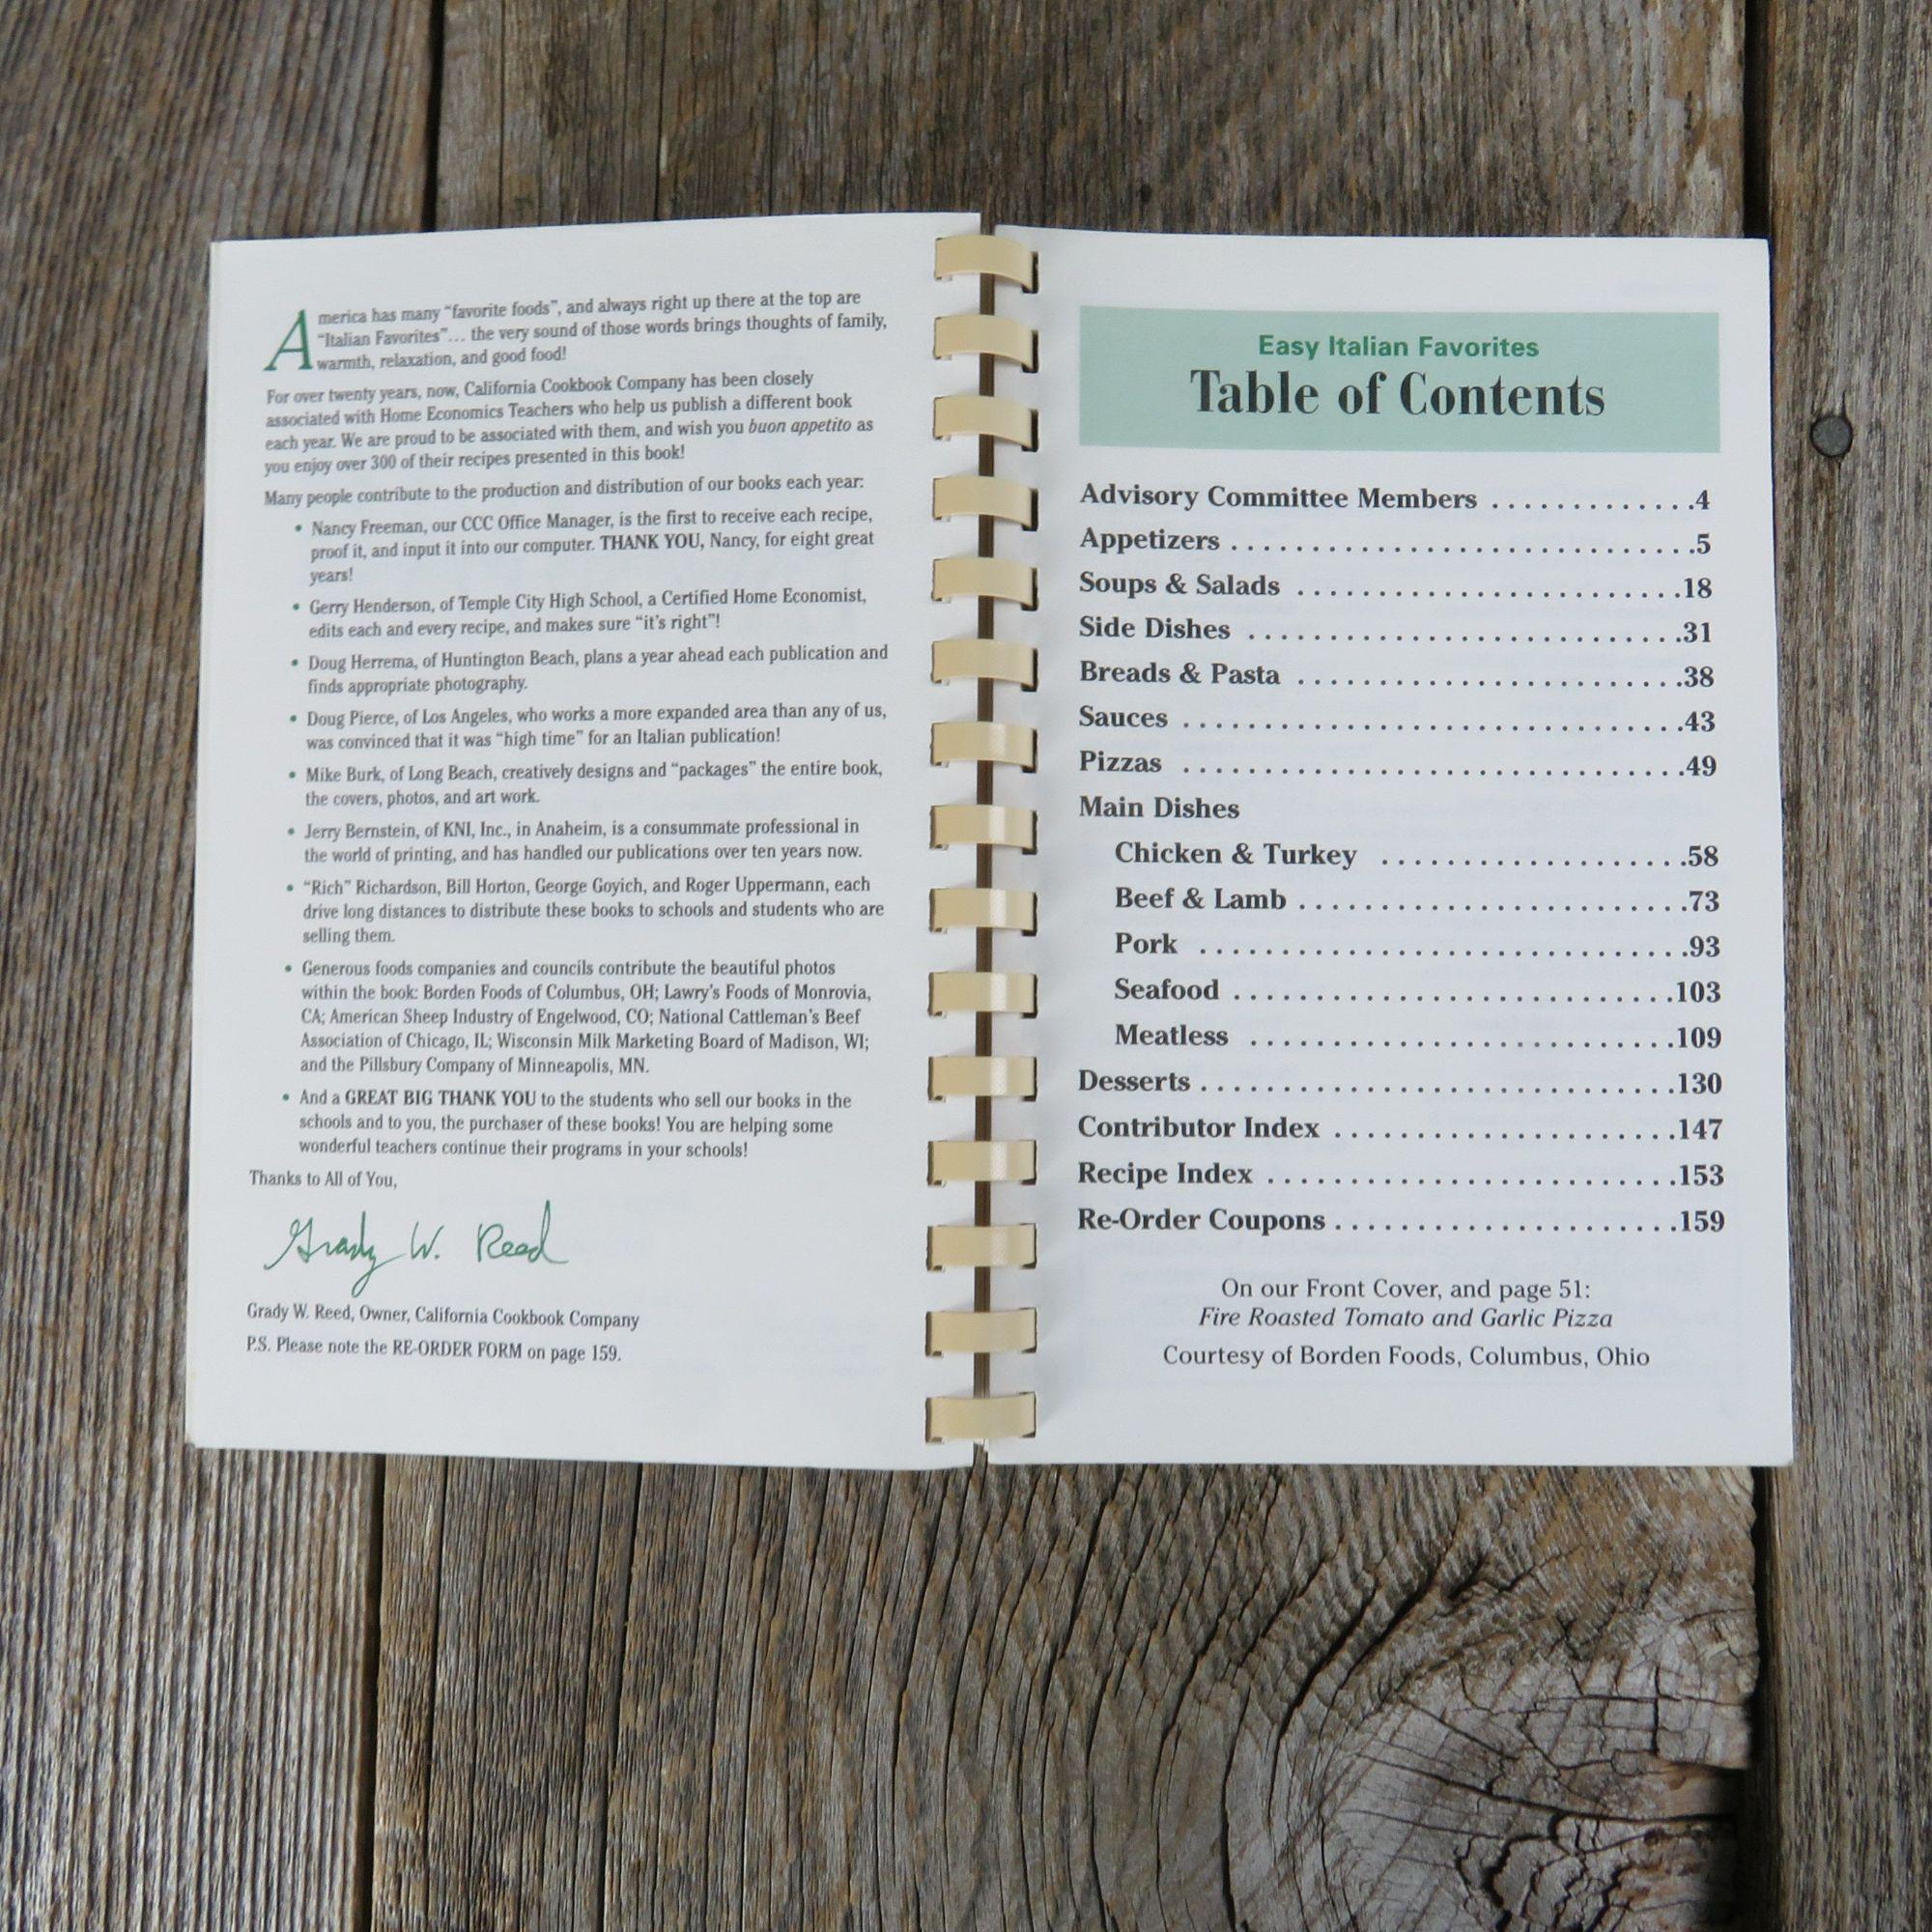 America has many “favorite foods”, and always right up there at the top are
“Italian Favorites”... the very sound of those words brings thoughts of family,
warmth, relaxation, and good food!
For over twenty years, now, California Cookbook Company has been closely
associated with Home Economics Teachers who help us publish a different book
each year. We are proud to be associated with them, and wish you buon appetito as
you enjoy over 300 of their recipes presented in this book!
Many people contribute to the production and distribution of our books each year:
• Nancy Freeman, our CCC Office Manager, is the first to receive each recipe,
proof it, and input it into our computer. THANK YOU, Nancy, for eight great
years!
• Gerry Henderson, of Temple City High School, a Certified Home Economist,
edits each and every recipe, and makes sure “it’s right”!
• Doug Herrema, of Huntington Beach, plans a year ahead each publication and
finds appropriate photography.
• Doug Pierce, of Los Angeles, who works a more expanded area than any of us,
was convinced that it was “high time” for an Italian publication!
• Mike Burk, of Long Beach, creatively designs and “packages” the entire book,
the covers, photos, and art work.
• Jerry Bernstein, of KNI, Inc., in Anaheim, is a consummate professional in
the world of printing, and has handled our publications over ten years now.
• “Rich” Richardson, Bill Horton, George Goyich, and Roger Uppermann, each
drive long distances to distribute these books to schools and students who are
selling them.
• Generous foods companies and councils contribute the beautiful photos
within the book: Borden Foods of Columbus, OH; Lawry’s Foods of Monrovia,
CA; American Sheep Industry of Engelwood, CO; National Cattleman’s Beef
Association of Chicago, IL; Wisconsin Milk Marketing Board of Madison, WI;
and the Pillsbury Company of Minneapolis, MN.
• And a GREAT BIG THANK YOU to the students who sell our books in the
schools and to you, the purchaser of these books! You are helping some
wonderful teachers continue their programs in your schools!
Thanks to All of You,
Grady W. Reed
Grady W. Reed, Owner, California Cookbook Company
P.S. Please note the RE-ORDER FORM on page 159.
Easy Italian Favorites
Table of Contents
Advisory Committee Members .............4
Appetizers .............................5
Soups & Salads ........................18
Side Dishes ...........................31
Breads & Pasta ........................38
Sauces ...............................43
Pizzas ...............................49
Main Dishes
Chicken & Turkey ...................58
Beef & Lamb ........................73
Pork ..............................93
Seafood ...........................103
Meatless ..........................109
Desserts .............................130
Contributor Index .....................147
Recipe Index .........................153
Re-Order Coupons .....................159
On our Front Cover, and page 51:
Fire Roasted Tomato and Garlic Pizza
Courtesy of Borden Foods, Columbus, Ohio